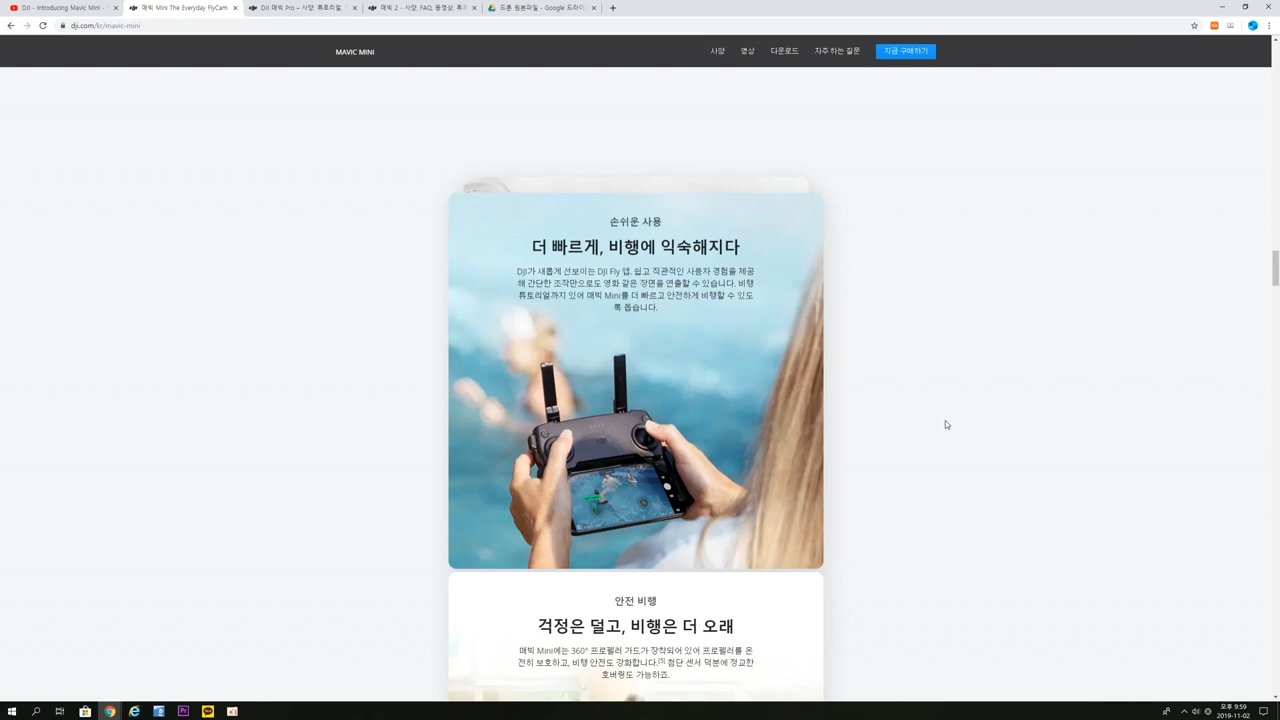 DJI - Introducing Mavic Mini -
매빅 Mini The Everyday FlyCam
DJI 매빅 Pro – 사양, 튜토리얼,
매빅 2 - 사양, FAQ, 동영상, 튜
드론 원본파일 - Google 드라이
dji.com/kr/mavic-mini
MAVIC MINI
사양
영상
다운로드
자주 하는 질문
지금 구매하기
손쉬운 사용
더 빠르게, 비행에 익숙해지다
DJI가 새롭게 선보이는 DJI Fly 앱. 쉽고 직관적인 사용자 경험을 제공
해 간단한 조작만으로도 영화 같은 장면을 연출할 수 있습니다. 비행
튜토리얼까지 있어 매빅 Mini를 더 빠르고 안전하게 비행할 수 있도
록 돕습니다.
안전 비행
걱정은 덜고, 비행은 더 오래
매빅 Mini에는 360° 프로펠러 가드가 장착되어 있어 프로펠러를 온
전히 보호하고, 비행 안전도 강화합니다.[5] 첨단 센서 덕분에 정교한
호버링도 가능하죠.
오후 9:59
2019-11-02